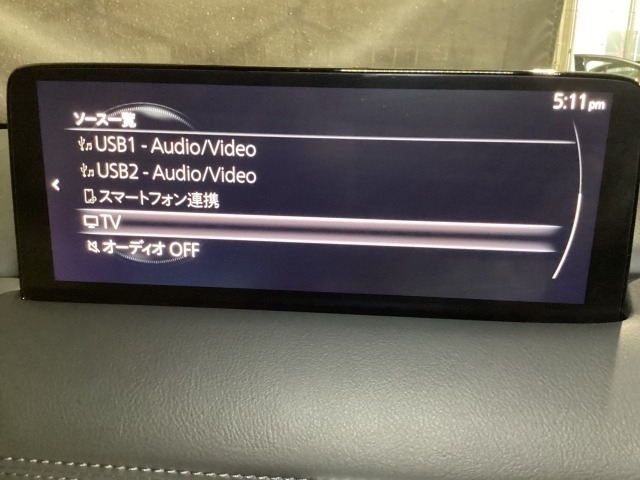 5:11pm
ソース一覧
USB1 - Audio/Video
USB2 - Audio/Video
スマートフォン連携
TV
オーディオ OFF